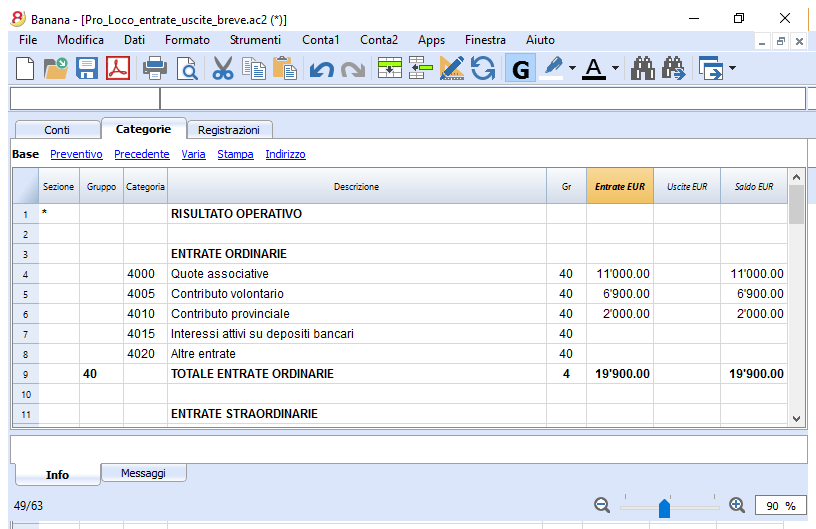 Banana - [Pro_Loco_entrate_uscite_breve.ac2 (*)]
File Modifica Dati Formato Strumenti Conta1 Conta2 Apps Finestra Aiuto
G A
Conti Categorie Registrazioni
Base Preventivo Precedente Varia Stampa Indirizzo
Sezione Gruppo Categoria Descrizione Gr Entrate EUR Uscite EUR Saldo EUR
1 * RISULTATO OPERATIVO
2
3 ENTRATE ORDINARIE
4 4000 Quote associative 40 11'000.00 11'000.00
5 4005 Contributo volontario 40 6'900.00 6'900.00
6 4010 Contributo provinciale 40 2'000.00 2'000.00
7 4015 Interessi attivi su depositi bancari 40
8 4020 Altre entrate 40
9 40 TOTALE ENTRATE ORDINARIE 4 19'900.00 19'900.00
10
11 ENTRATE STRAORDINARIE
Info Messaggi
49/63 90 %